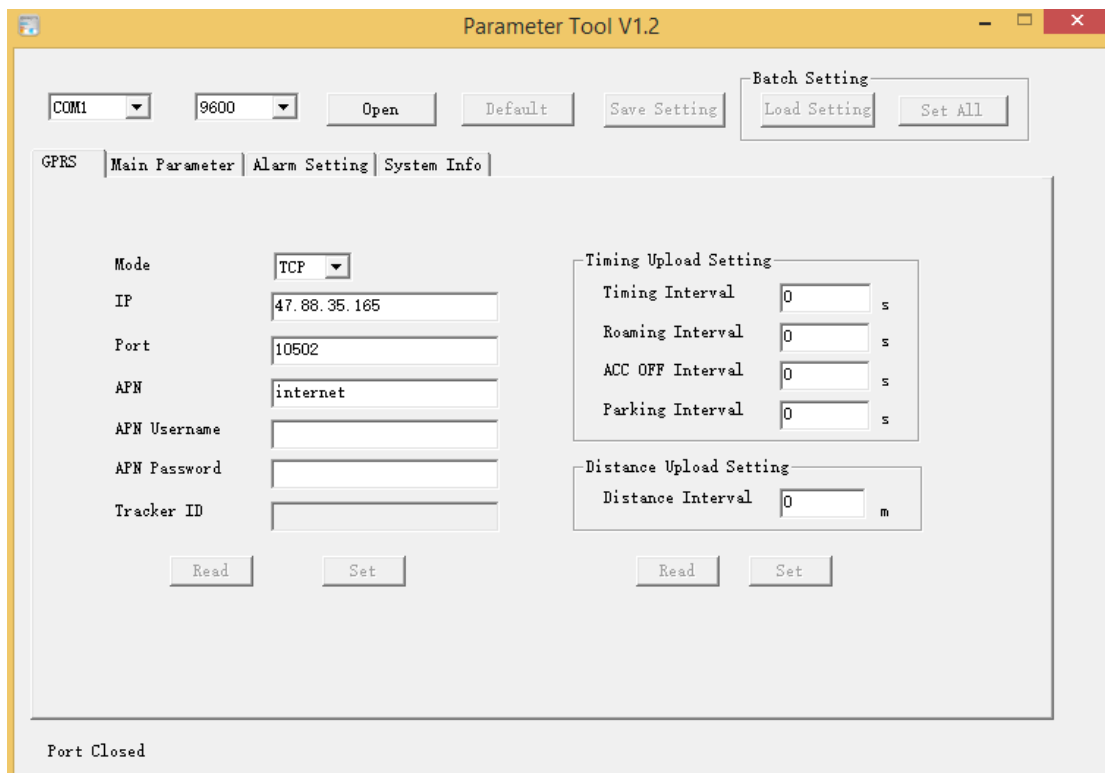 Parameter Tool V1.2
Batch Setting
COM1 9600 Open Default Save Setting Load Setting Set All
GPRS Main Parameter Alarm Setting System Info
Mode TCP
IP 47.88.35.165
Port 10502
APN internet
APN Username
APN Password
Tracker ID
Read Set
Timing Upload Setting
Timing Interval 0 s
Roaming Interval 0 s
ACC OFF Interval 0 s
Parking Interval 0 s
Distance Upload Setting
Distance Interval 0 m
Read Set
Port Closed